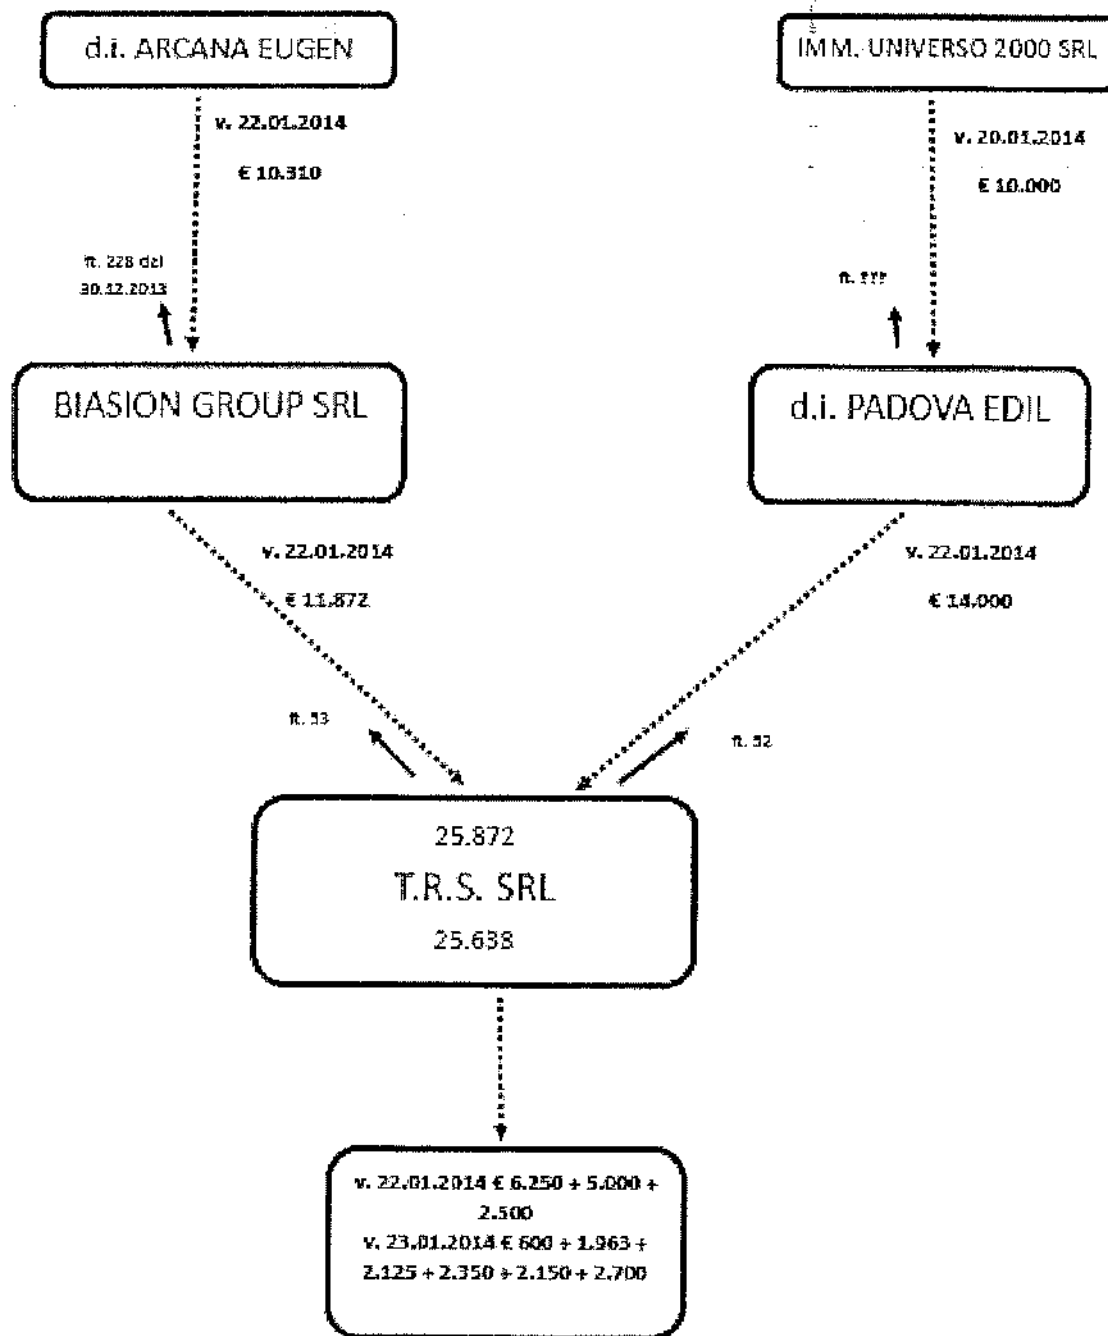 d.i. ARCANA EUGEN
IMM. UNIVERSO 2000 SRL
v. 22.01.2014
€ 10.310
v. 20.01.2014
€ 10.000
ft. 228 del
30.12.2013
ft. ???
BIASION GROUP SRL
d.i. PADOVA EDIL
v. 22.01.2014
€ 11.872
v. 22.01.2014
€ 14.000
ft. 53
ft. 52
25.872
T.R.S. SRL
25.638
v. 22.01.2014 € 6.250 + 5.000 +
2.500
v. 23.01.2014 € 600 + 1.963 +
2.125 + 2.350 + 2.150 + 2.700